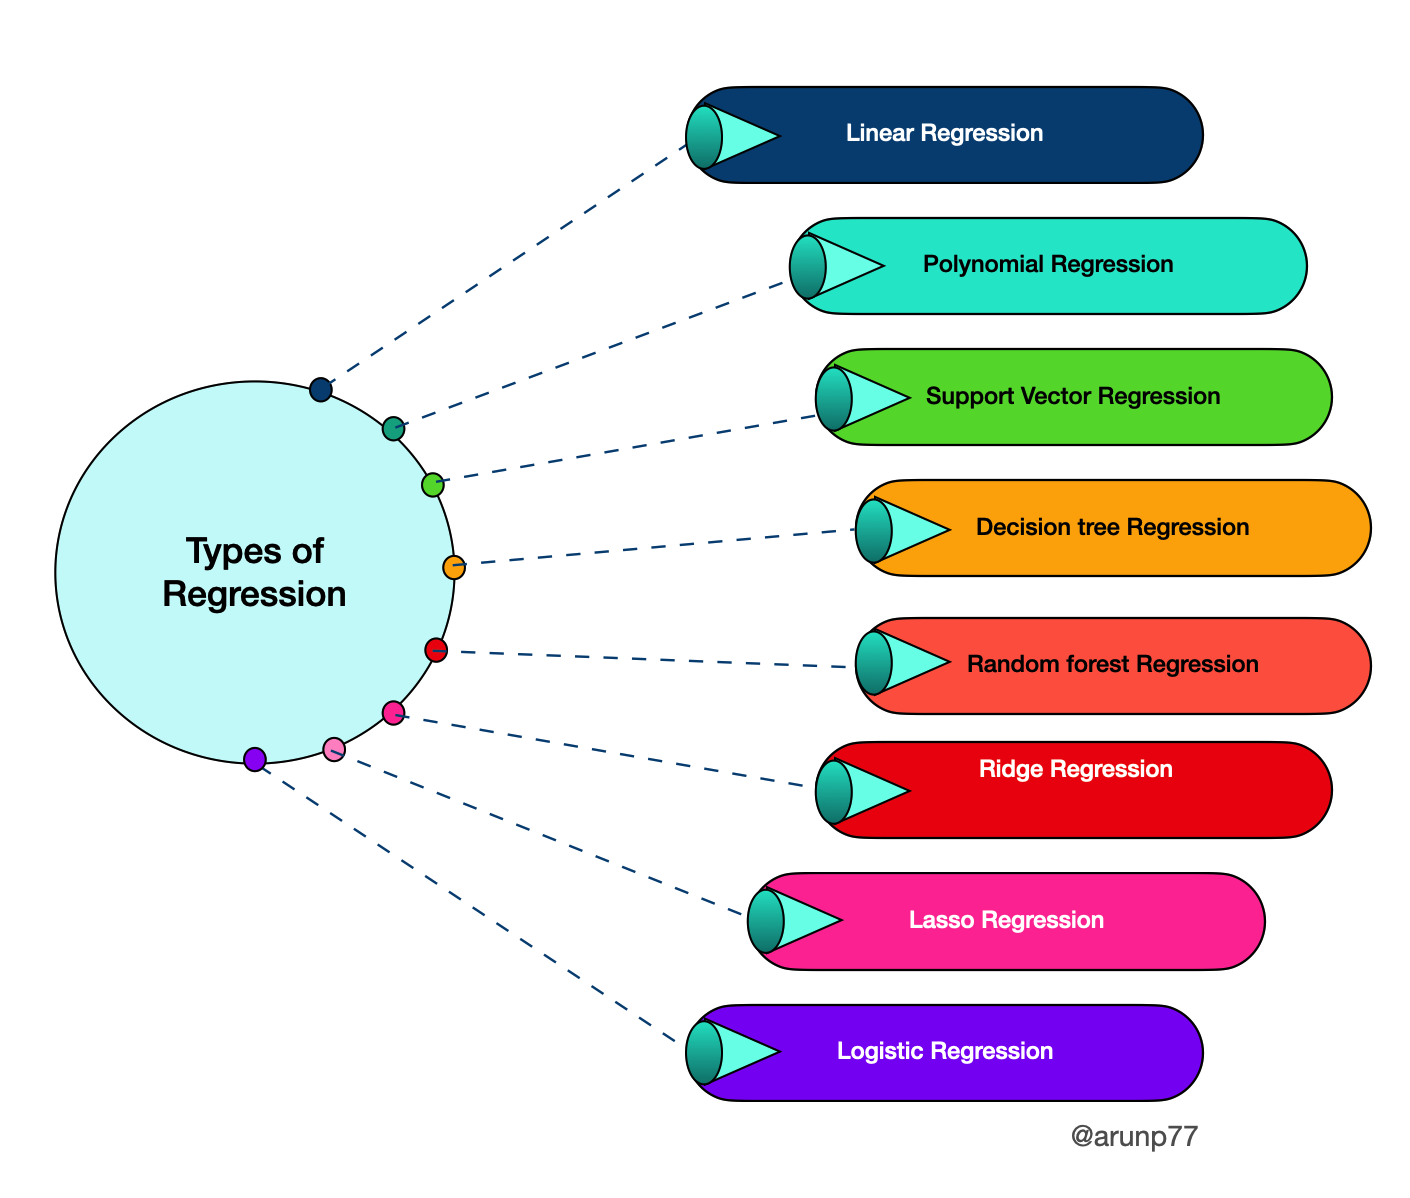 Linear Regression
Polynomial Regression
Support Vector Regression
Decision tree Regression
Types of
Regression
Random forest Regression
Ridge Regression
Lasso Regression
Logistic Regression
@arunp77